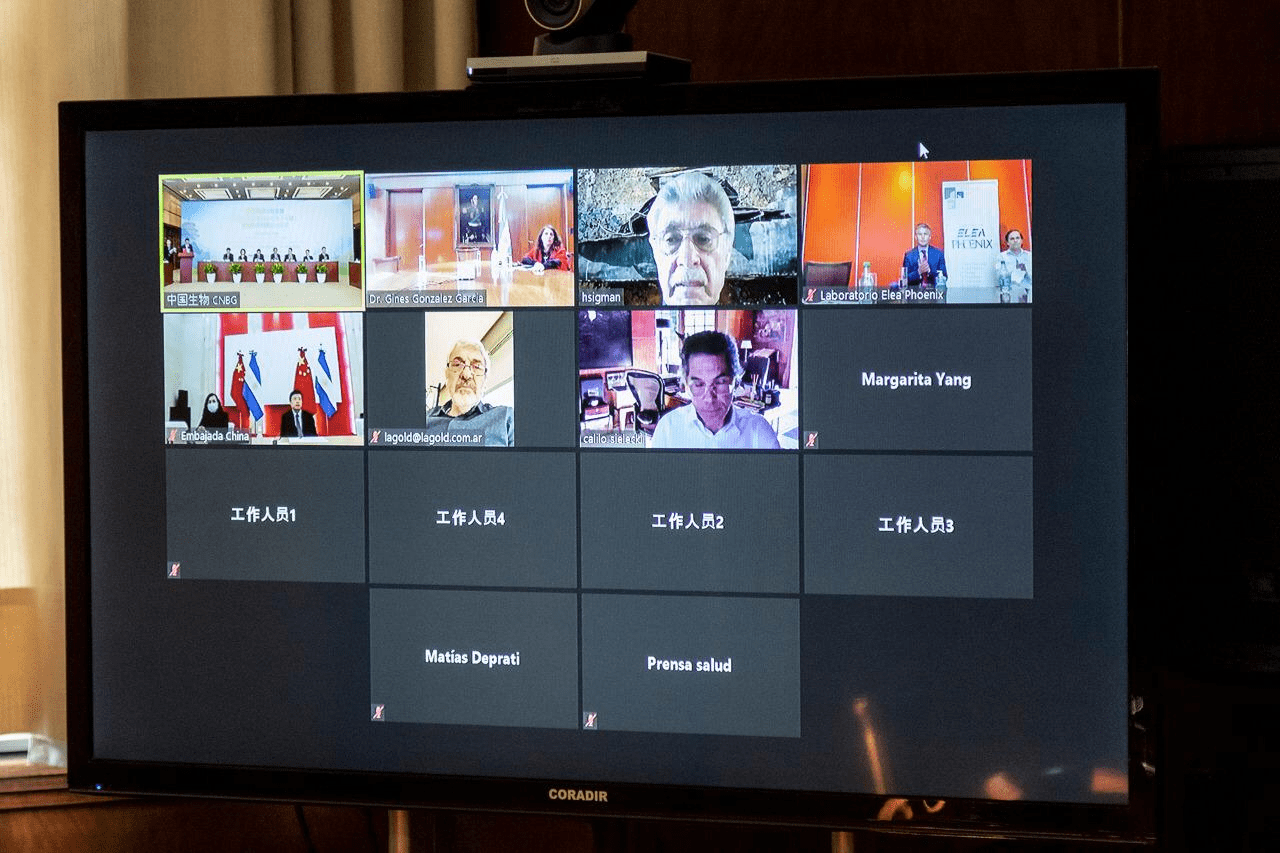 中国生物 CNBG
Dr. Gines Gonzalez Garcia
hsigman
ELEA
PHOENIX
Laboratorio Elea Phoenix
Embajada China
lagold@lagold.com.ar
calilo sielecki
Margarita Yang
工作人员1
工作人员4
工作人员2
工作人员3
Matías Deprati
Prensa salud
CORADIR